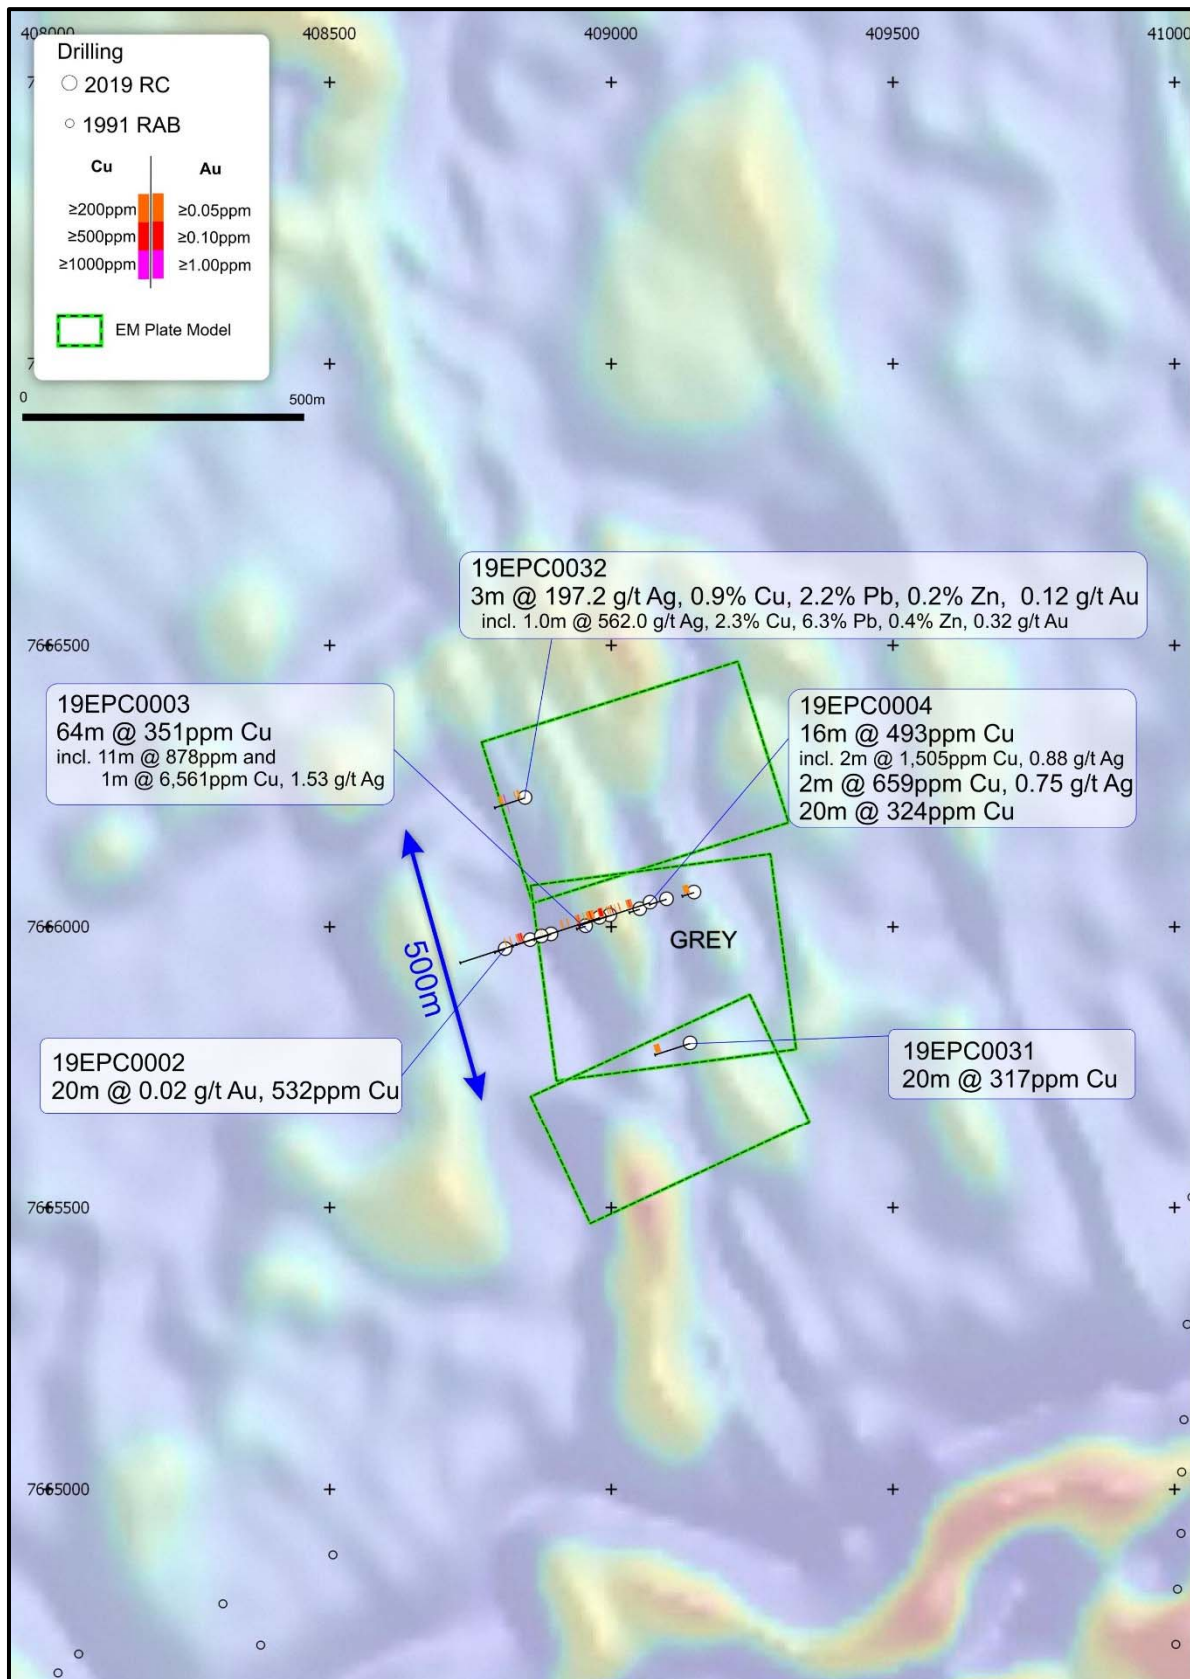 408000 408500 409000 409500 41000
Drilling
2019 RC
1991 RAB
Cu Au
≥200ppm ≥0.05ppm
≥500ppm ≥0.10ppm
≥1000ppm ≥1.00ppm
EM Plate Model
0 500m
19EPC0032
3m @ 197.2 g/t Ag, 0.9% Cu, 2.2% Pb, 0.2% Zn, 0.12 g/t Au
incl. 1.0m @ 562.0 g/t Ag, 2.3% Cu, 6.3% Pb, 0.4% Zn, 0.32 g/t Au
7666500
19EPC0003
64m @ 351ppm Cu
incl. 11m @ 878ppm and
1m @ 6,561ppm Cu, 1.53 g/t Ag
19EPC0004
16m @ 493ppm Cu
incl. 2m @ 1,505ppm Cu, 0.88 g/t Ag
2m @ 659ppm Cu, 0.75 g/t Ag
20m @ 324ppm Cu
7666000
GREY
500m
19EPC0002
20m @ 0.02 g/t Au, 532ppm Cu
19EPC0031
20m @ 317ppm Cu
7665500
7665000